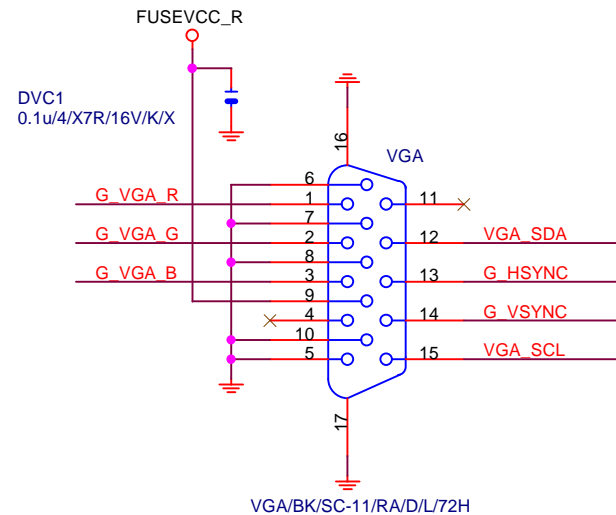 FUSEVCC_R
DVC1
0.1u/4/X7R/16V/K/X
16
VGA
6
G_VGA_R 1 11
7
G_VGA_G 2 12 VGA_SDA
8
G_VGA_B 3 13 G_HSYNC
9
4 14 G_VSYNC
10
5 15 VGA_SCL
17
VGA/BK/SC-11/RA/D/L/72H